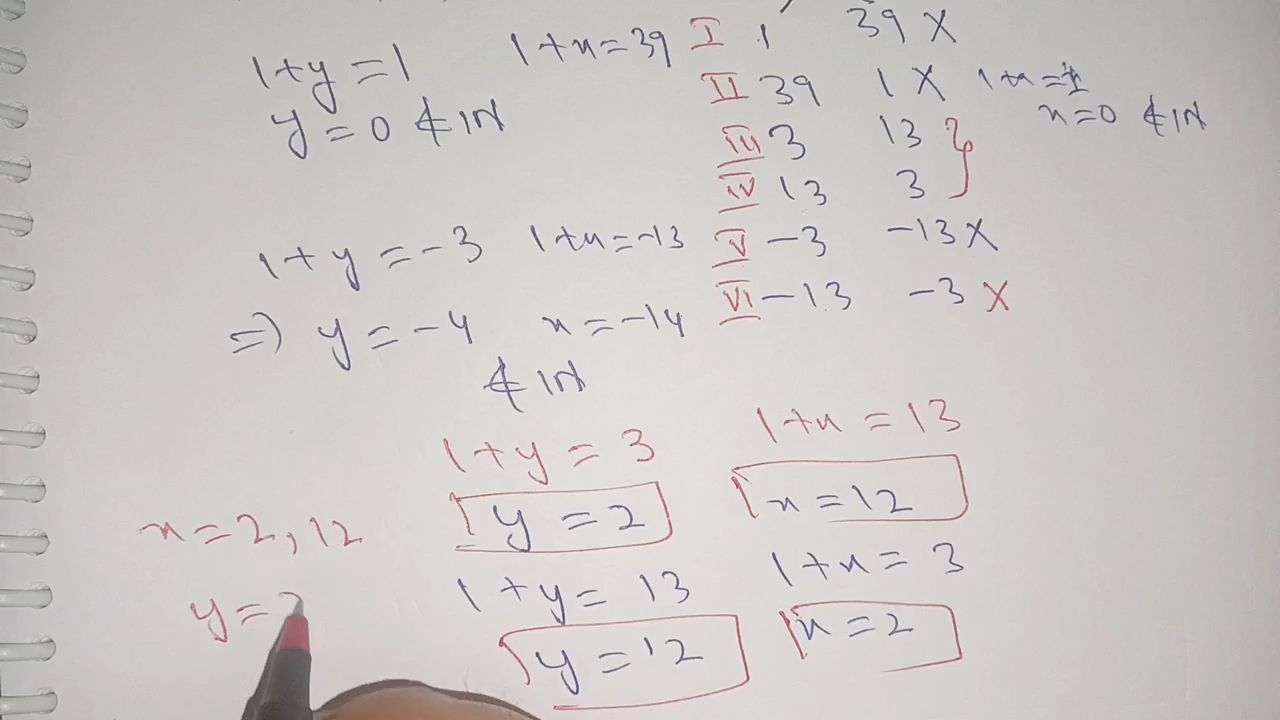 1+y=1 1+x=39 I 1 39 X
II 39 1 X 1+x=1
y=0 ∉ IN x=0 ∉ IN
III 3 13 }
IV 13 3
1+y=-3 1+x=-13 V -3 -13 X
VI -13 -3 X
=> y=-4 x=-14
∉ IN
1+y=3 1+x=13
y=2 x=12
x=2,12
1+y=13 1+x=3
y=
y=12 x=2